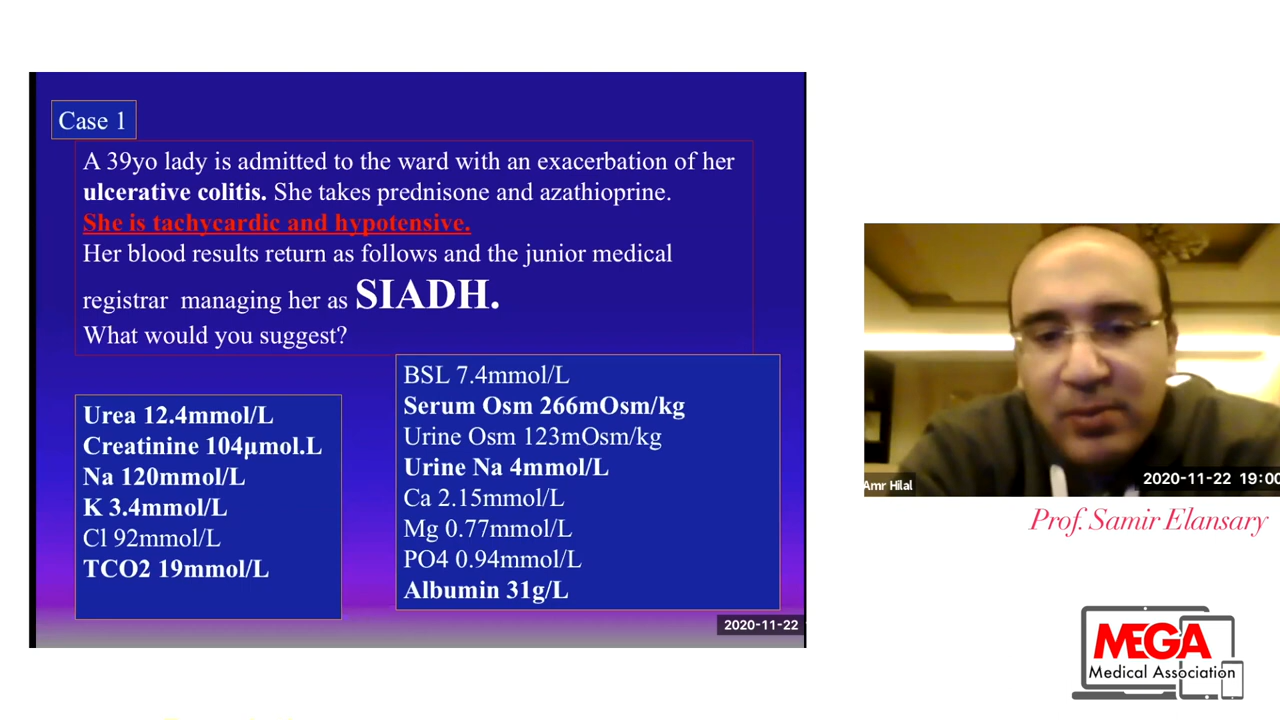 Case 1
A 39yo lady is admitted to the ward with an exacerbation of her
ulcerative colitis. She takes prednisone and azathioprine.
She is tachycardic and hypotensive.
Her blood results return as follows and the junior medical
registrar managing her as SIADH.
What would you suggest?
Urea 12.4mmol/L
Creatinine 104µmol.L
Na 120mmol/L
K 3.4mmol/L
Cl 92mmol/L
TCO2 19mmol/L
BSL 7.4mmol/L
Serum Osm 266mOsm/kg
Urine Osm 123mOsm/kg
Urine Na 4mmol/L
Ca 2.15mmol/L
Mg 0.77mmol/L
PO4 0.94mmol/L
Albumin 31g/L
2020-11-22
Amr Hilal
2020-11-22 19:00
Prof. Samir Elansary
MEGA
Medical Association